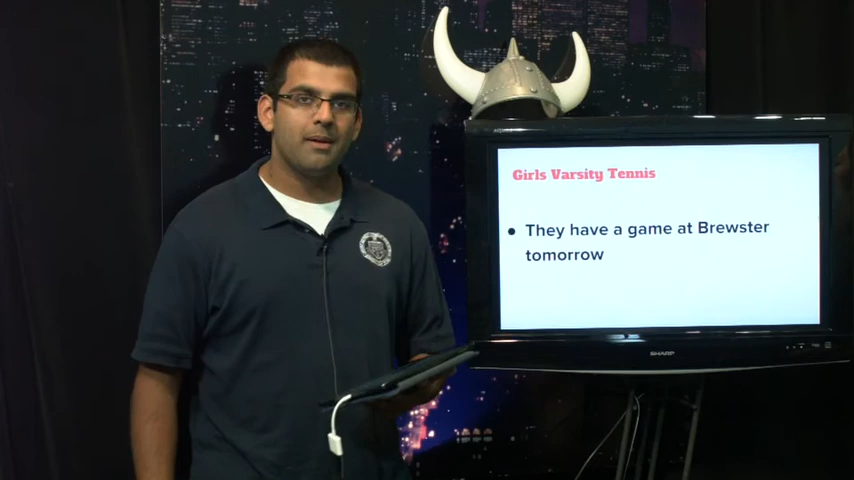 Girls Varsity Tennis
● They have a game at Brewster
tomorrow
SHARP